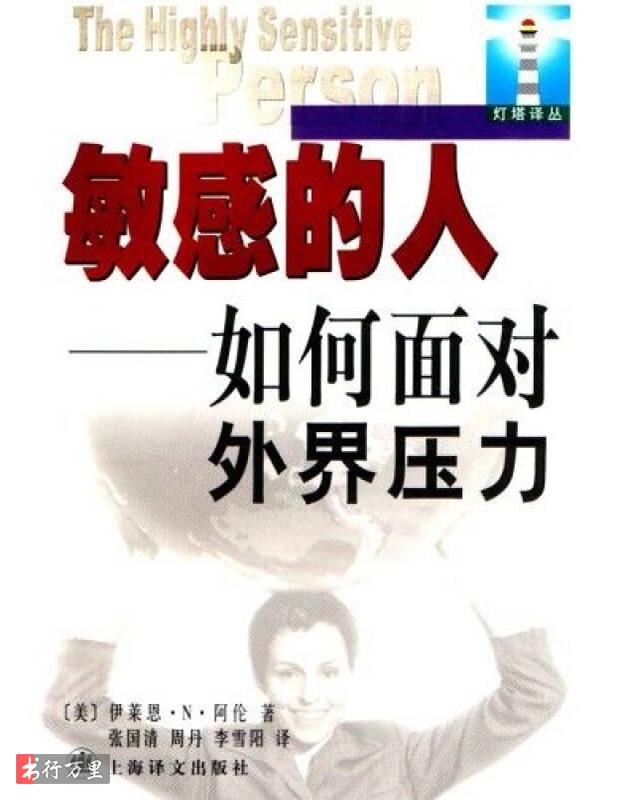 The Highly Sensitive
Person
灯塔译丛
敏感的人
——如何面对
外界压力
〔美〕伊莱恩·N·阿伦 著
张国清 周丹 李雪阳 译
上海译文出版社
书行万里